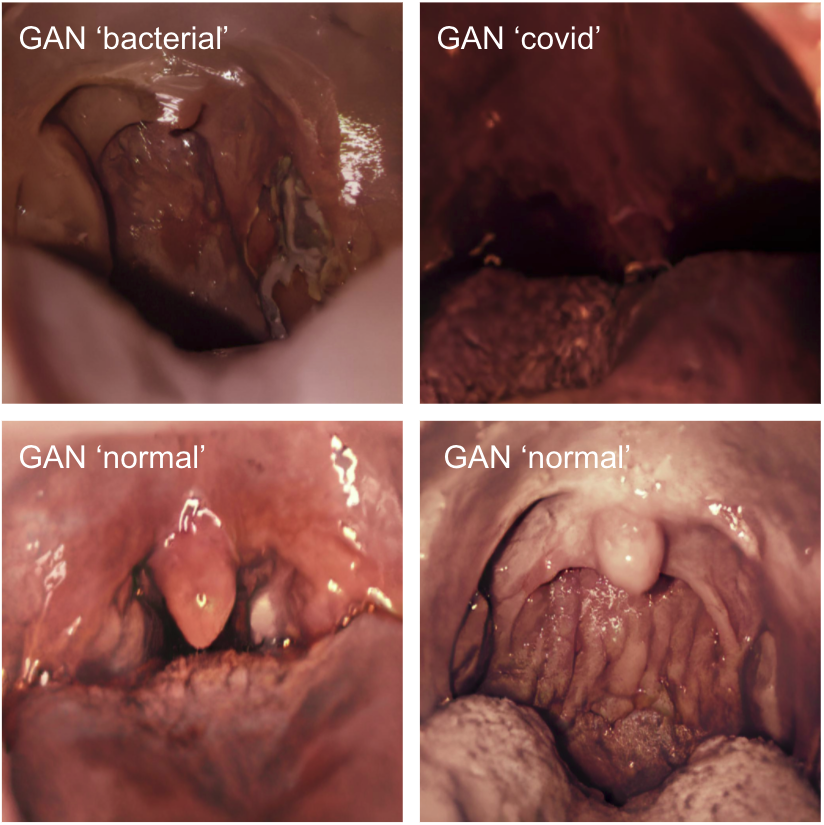 GAN ‘bacterial’
GAN ‘covid’
GAN ‘normal’
GAN ‘normal’